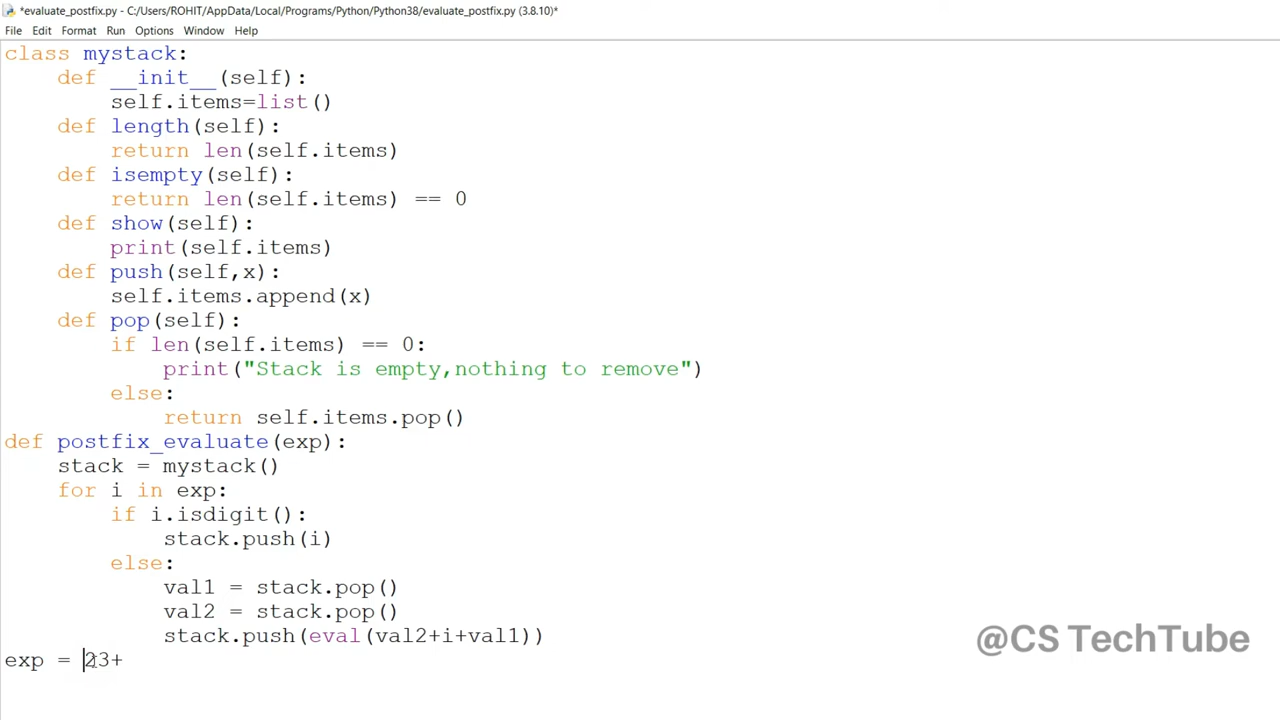 *evaluate_postfix.py - C:/Users/ROHIT/AppData/Local/Programs/Python/Python38/evaluate_postfix.py (3.8.10)*
File Edit Format Run Options Window Help
class mystack:
    def __init__(self):
        self.items=list()
    def length(self):
        return len(self.items)
    def isempty(self):
        return len(self.items) == 0
    def show(self):
        print(self.items)
    def push(self,x):
        self.items.append(x)
    def pop(self):
        if len(self.items) == 0:
            print("Stack is empty,nothing to remove")
        else:
            return self.items.pop()
def postfix_evaluate(exp):
    stack = mystack()
    for i in exp:
        if i.isdigit():
            stack.push(i)
        else:
            val1 = stack.pop()
            val2 = stack.pop()
            stack.push(eval(val2+i+val1))
exp = 23+
@CS TechTube